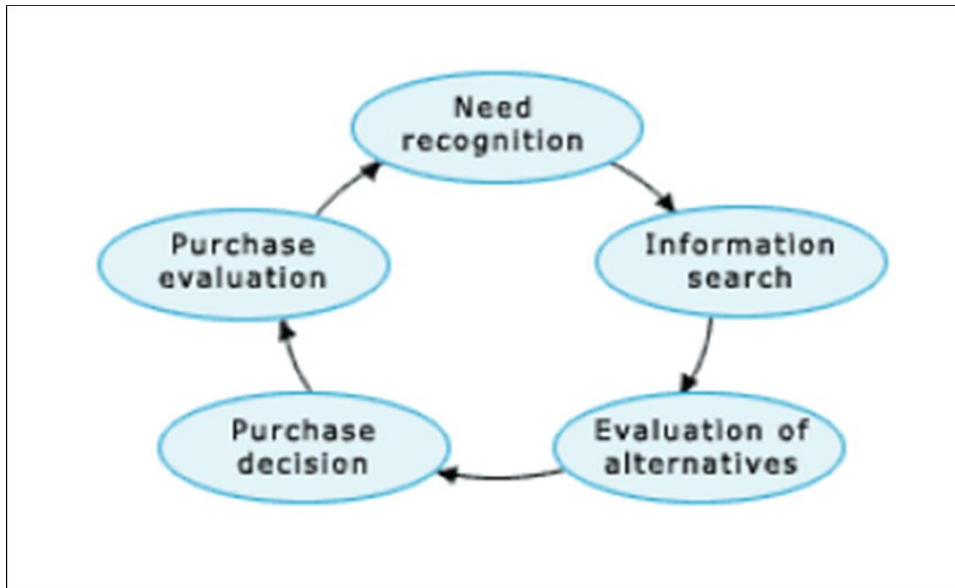 Need
recognition
Information
search
Evaluation of
alternatives
Purchase
decision
Purchase
evaluation